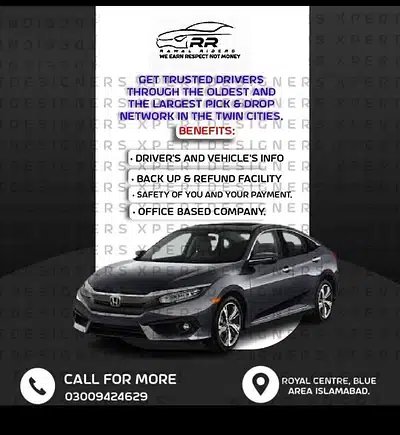 RR
RAMAL RIDERS
WE EARN RESPECT NOT MONEY
GET TRUSTED DRIVERS
THROUGH THE OLDEST AND
THE LARGEST PICK & DROP
NETWORK IN THE TWIN CITIES.
BENEFITS:
• DRIVER'S AND VEHICLE'S INFO
• BACK UP & REFUND FACILITY
• SAFETY OF YOU AND YOUR PAYMENT.
• OFFICE BASED COMPANY.
CALL FOR MORE
03009424629
ROYAL CENTRE, BLUE
AREA ISLAMABAD.
XPERTDESIGNERS